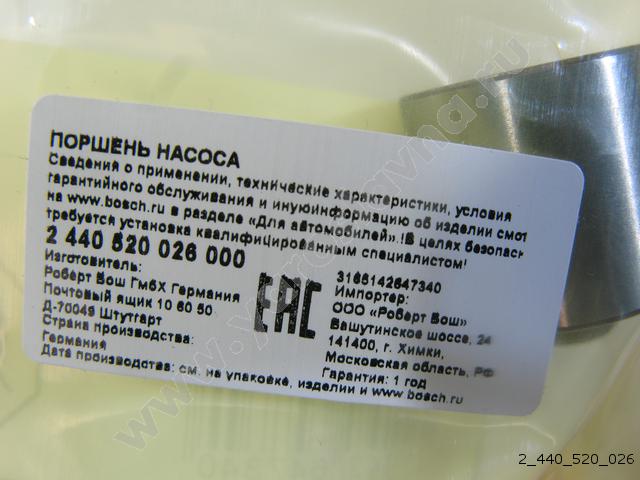 ПОРШЕНЬ НАСОСА
Сведения о применении, технические характеристики, условия
гарантийного обслуживания и инуюинформацию об изделии смот
на www.bosch.ru в разделе «Для автомобилей».!В целях безопасн
требуется установка квалифицированным специалистом!
2 440 520 026 000
Изготовитель:
Роберт Бош ГмбХ Германия
Почтовый ящик 10 60 50
Д-70049 Штутгарт
Страна производства:
Германия
Дата производства: см. на упаковке, изделии и www.bosch.ru
EAC
3165142647340
Импортер:
ООО «Роберт Бош»
Вашутинское шоссе, 24
141400, г. Химки,
Московская область, РФ
Гарантия: 1 год
2_440_520_026